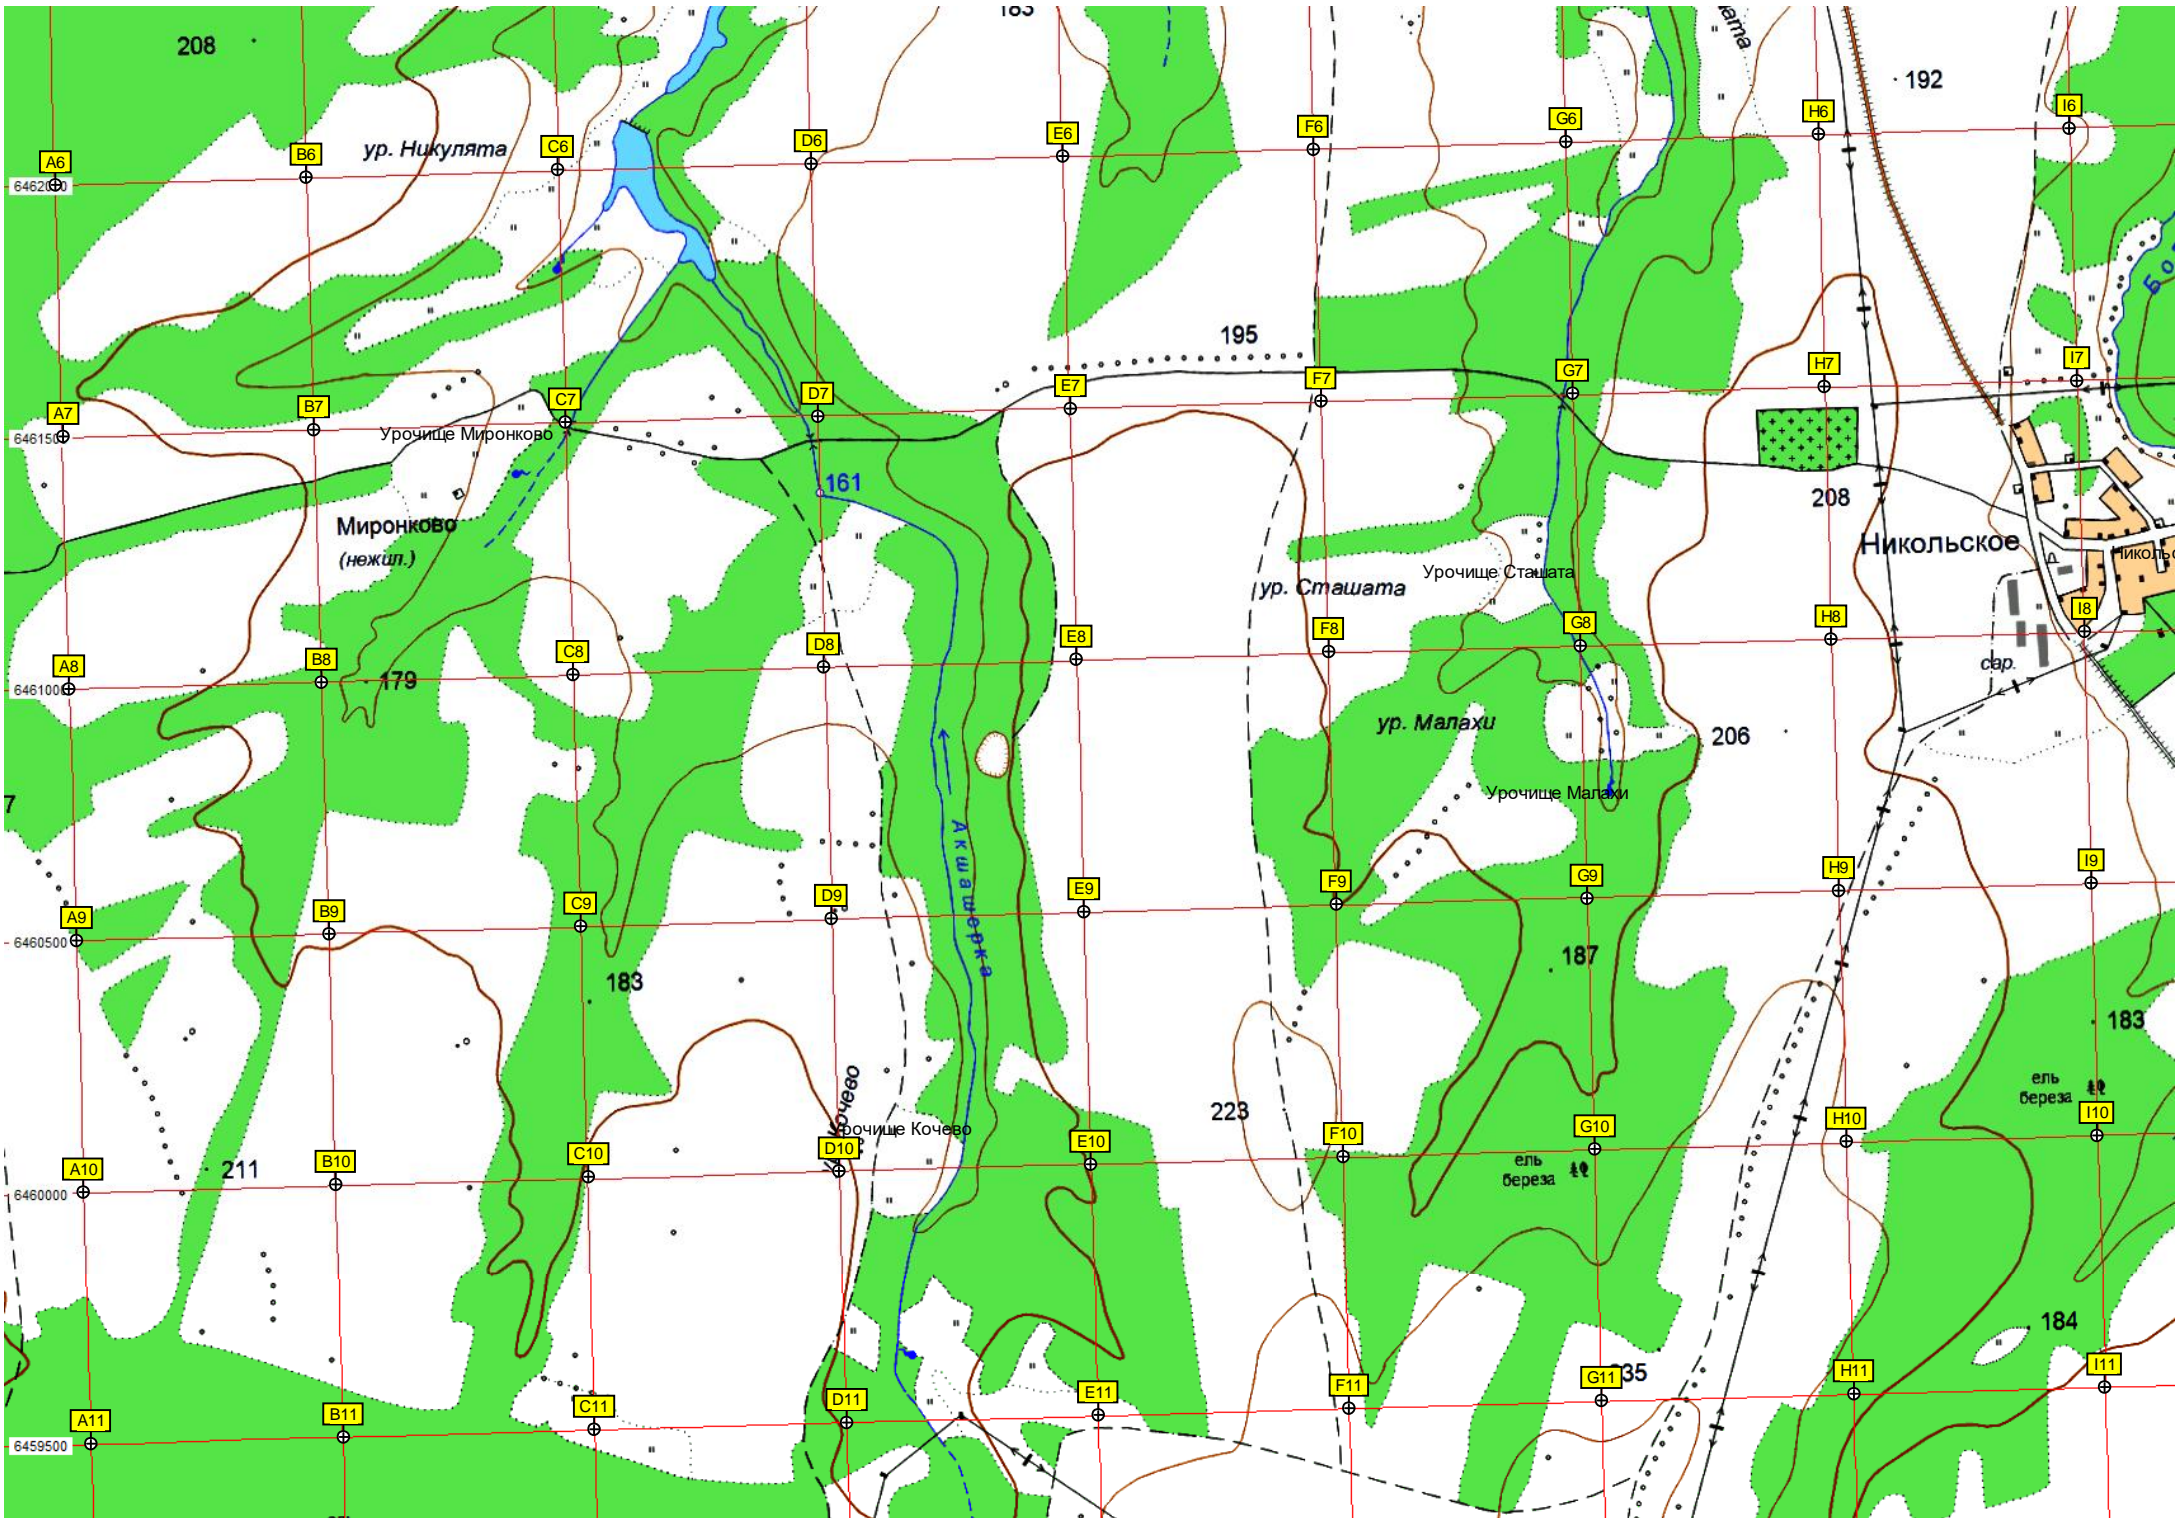 183
208
192
ур. Никулята
A6
B6
C6
D6
E6
F6
G6
H6
I6
6462000
195
A7
B7
C7
D7
E7
F7
G7
H7
I7
6461500
Урочище Миронково
161
208
Миронково
(нежил.)
Никольское
ур. Сташата
Урочище Сташата
A8
B8
C8
D8
E8
F8
G8
H8
I8
6461000
179
сар.
ур. Малахи
206
Урочище Малахи
7
Акшашерка
A9
B9
C9
D9
E9
F9
G9
H9
I9
6460500
187
183
183
ель
береза
223
Урочище Кочево
A10
B10
C10
D10
E10
F10
G10
H10
I10
6460000
211
ель
береза
184
235
A11
B11
C11
D11
E11
F11
G11
H11
I11
6459500